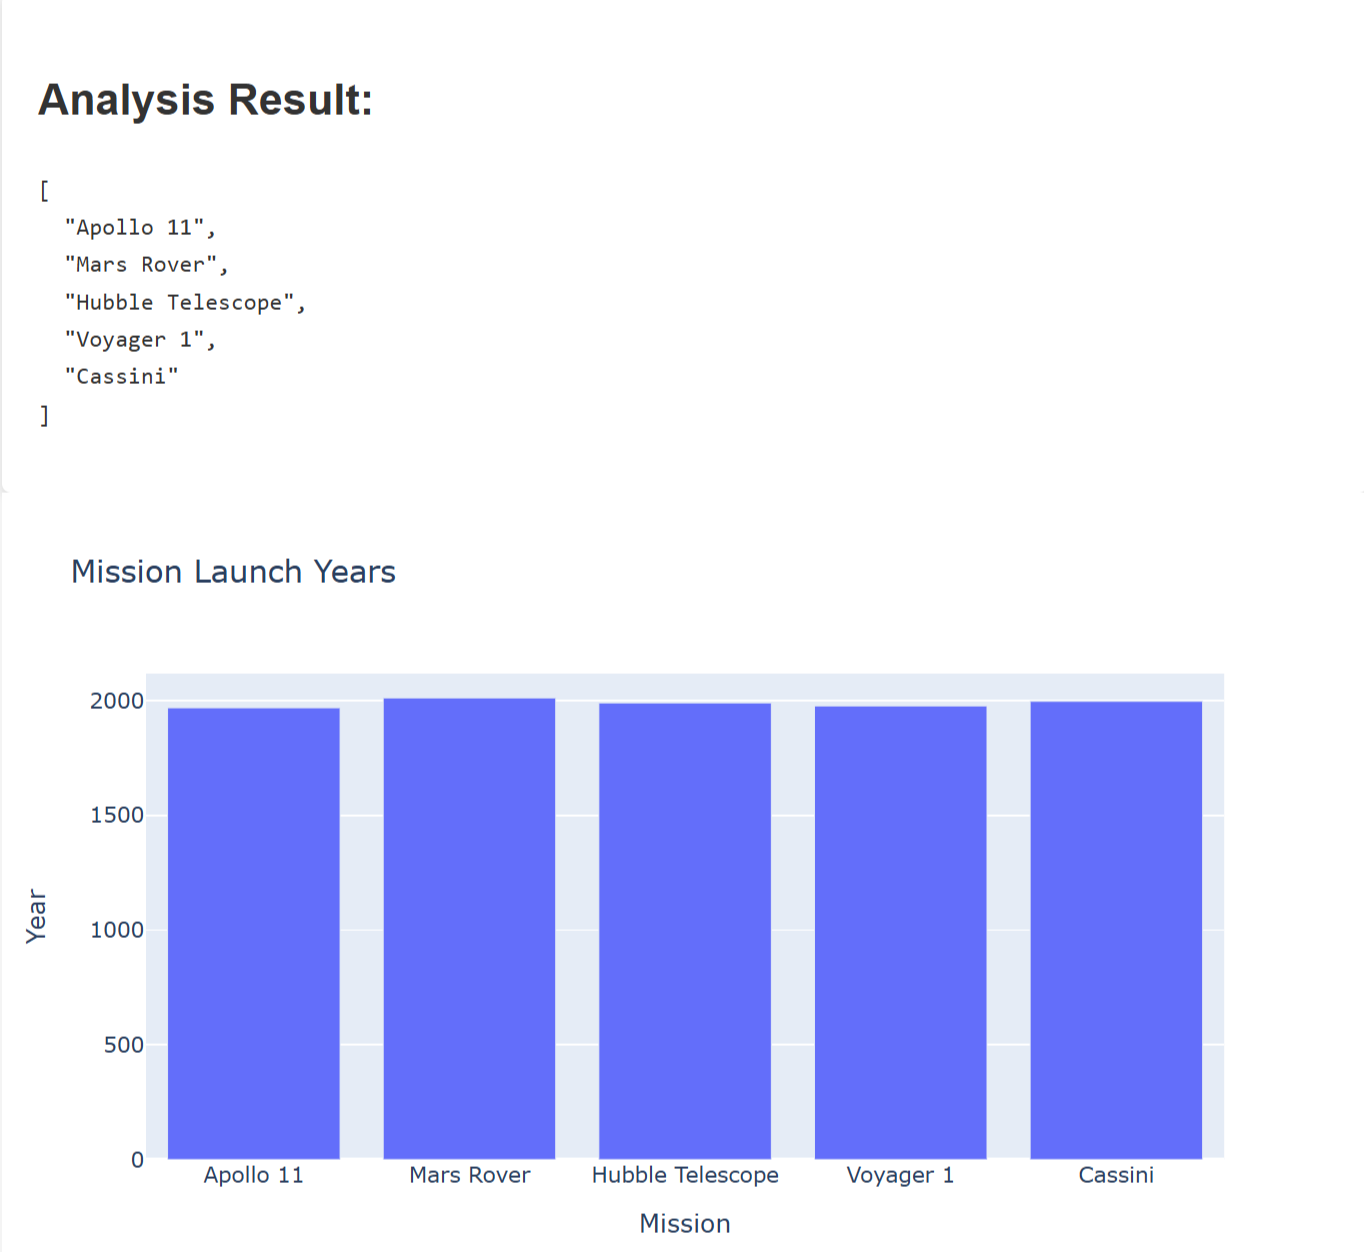 Analysis Result:
[
"Apollo 11",
"Mars Rover",
"Hubble Telescope",
"Voyager 1",
"Cassini"
]
Mission Launch Years
2000
1500
1000
500
0
Year
Apollo 11 Mars Rover Hubble Telescope Voyager 1 Cassini
Mission